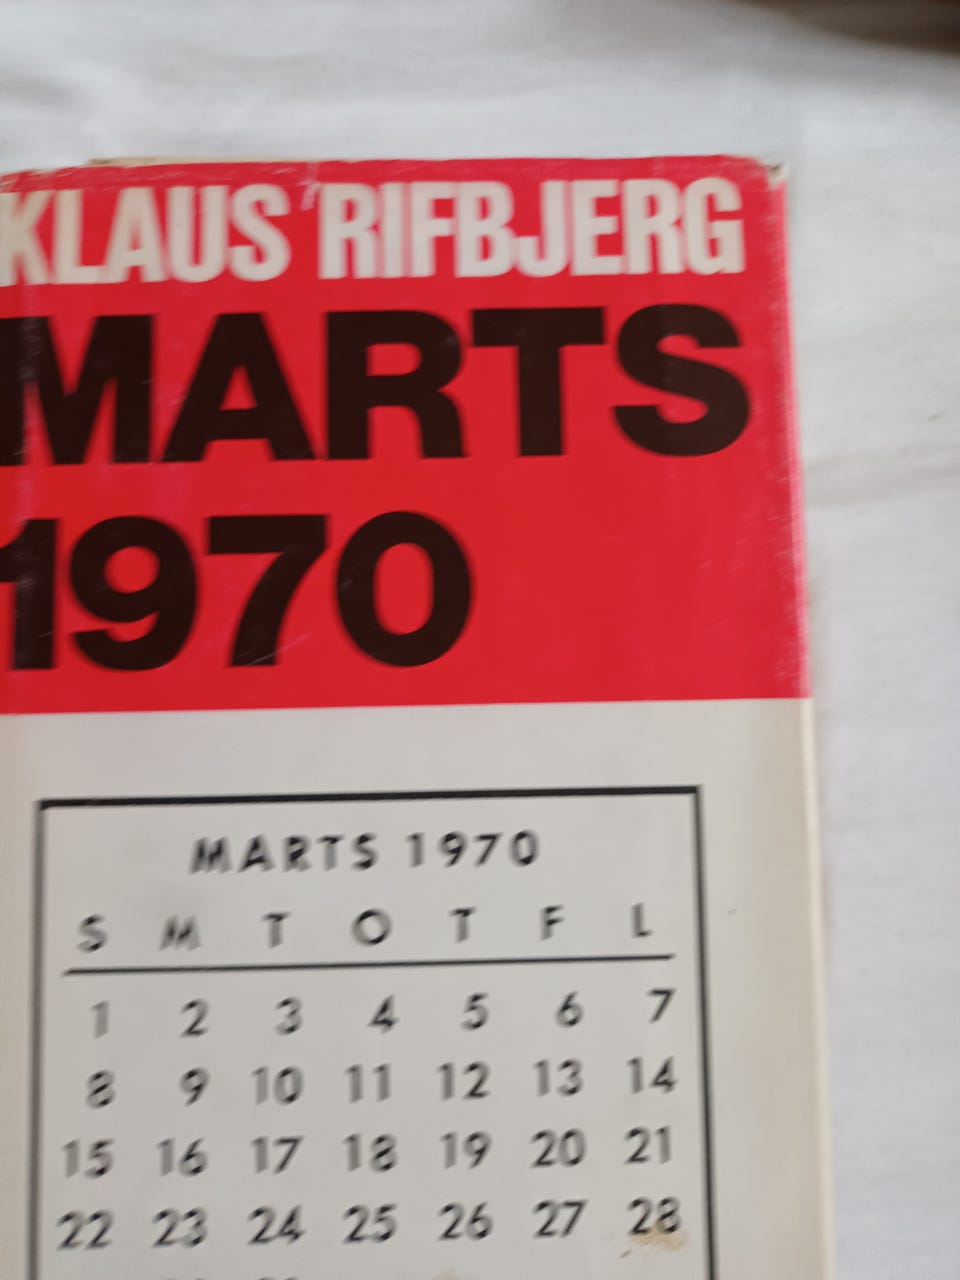 KLAUS RIFBJERG
MARTS
1970
MARTS 1970
S M T O T F L
1 2 3 4 5 6 7
8 9 10 11 12 13 14
15 16 17 18 19 20 21
22 23 24 25 26 27 28